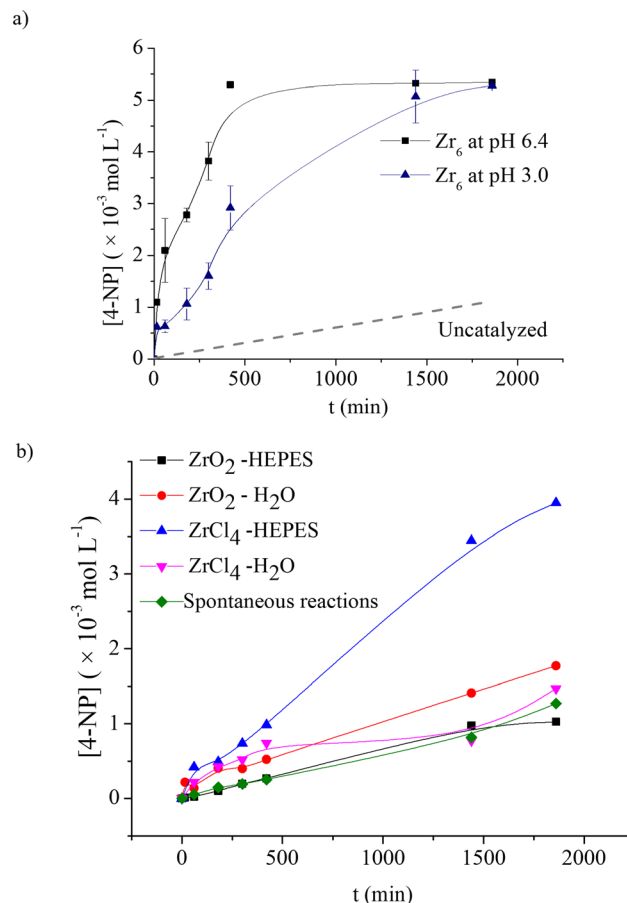 a)
6
5
4
3
2
1
0
[4-NP] ( × 10⁻³ mol L⁻¹)
Zr₆ at pH 6.4
Zr₆ at pH 3.0
Uncatalyzed
0 500 1000 1500 2000
t (min)
b)
ZrO₂ -HEPES
ZrO₂ - H₂O
ZrCl₄ -HEPES
ZrCl₄ -H₂O
Spontaneous reactions
4
3
2
1
0
[4-NP] ( × 10⁻³ mol L⁻¹)
0 500 1000 1500 2000
t (min)